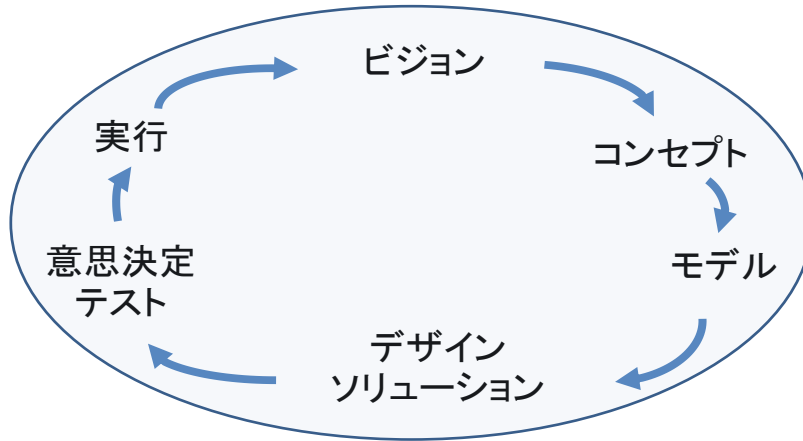 ビジョン
コンセプト
モデル
デザイン
ソリューション
意思決定
テスト
実行